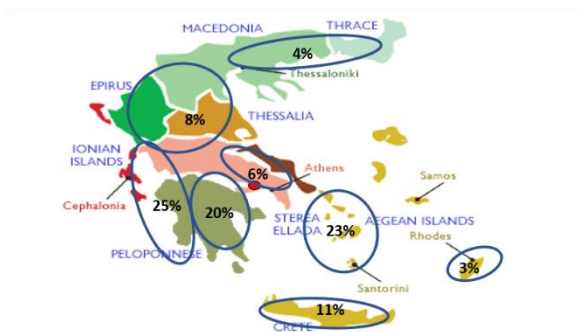 MACEDONIA
THRACE
4%
Thessaloniki
EPIRUS
8%
THESSALIA
IONIAN
ISLANDS
6%
Athens
Cephalonia
25%
20%
STEREA
ELLADA
23%
AEGEAN ISLANDS
Samos
Rhodes
3%
PELOPONNESE
Santorini
11%
CRETE